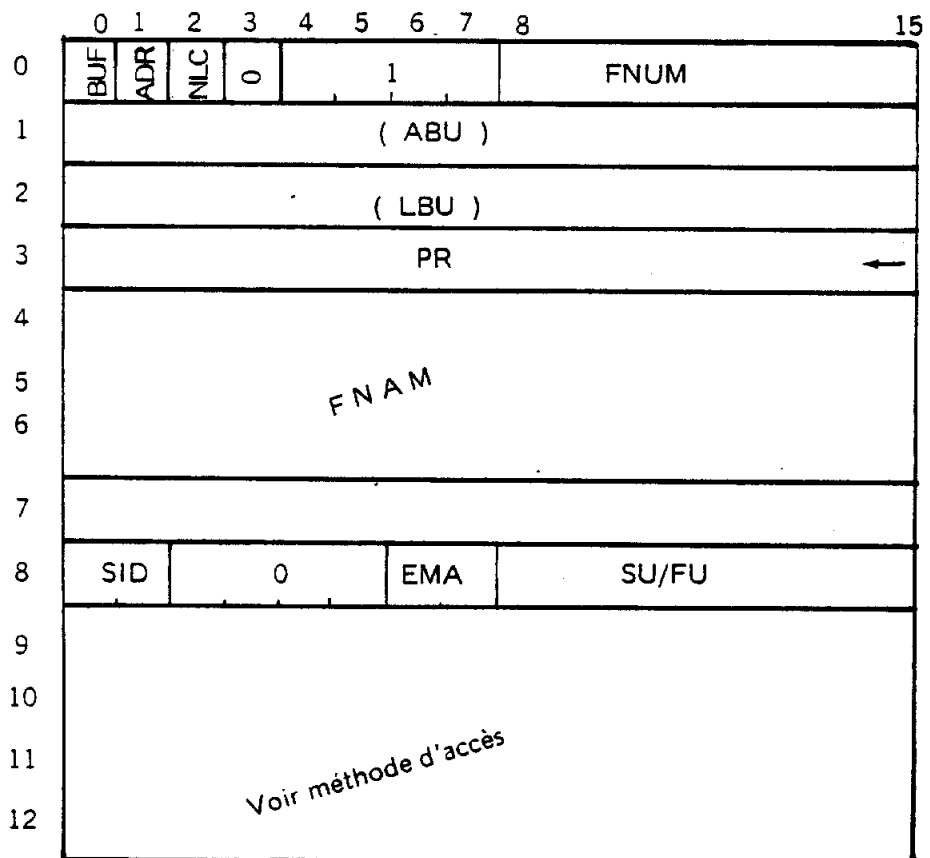 0 1 2 3 4 5 6 7 8 15
0 BUF ADR NLC 0 1 FNUM
1 ( ABU )
2 ( LBU )
3 PR ←
4
5 FNAM
6
7
8 SID 0 EMA SU/FU
9
10
11 Voir méthode d'accès
12